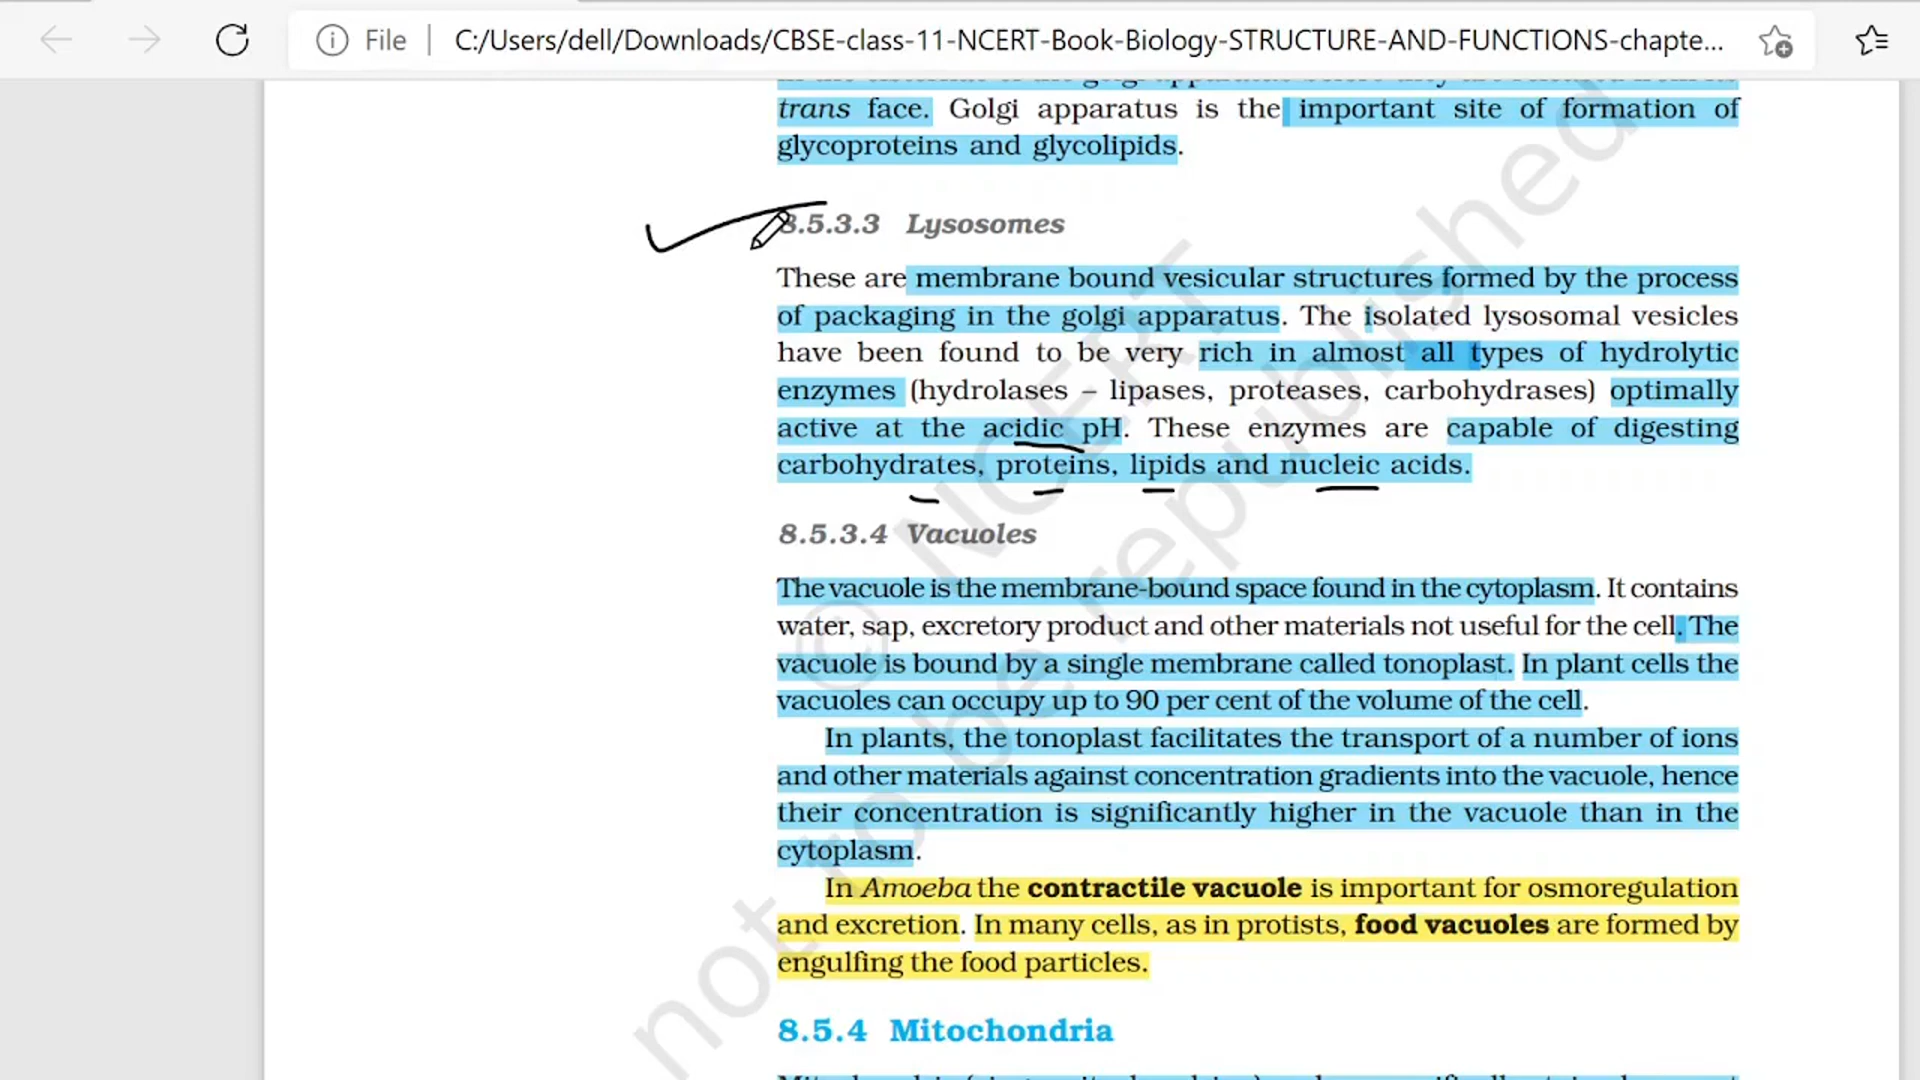 File
C:/Users/dell/Downloads/CBSE-class-11-NCERT-Book-Biology-STRUCTURE-AND-FUNCTIONS-chapte...
trans face. Golgi apparatus is the important site of formation of
glycoproteins and glycolipids.
8.5.3.3 Lysosomes
These are membrane bound vesicular structures formed by the process
of packaging in the golgi apparatus. The isolated lysosomal vesicles
have been found to be very rich in almost all types of hydrolytic
enzymes (hydrolases – lipases, proteases, carbohydrases) optimally
active at the acidic pH. These enzymes are capable of digesting
carbohydrates, proteins, lipids and nucleic acids.
8.5.3.4 Vacuoles
The vacuole is the membrane-bound space found in the cytoplasm. It contains
water, sap, excretory product and other materials not useful for the cell. The
vacuole is bound by a single membrane called tonoplast. In plant cells the
vacuoles can occupy up to 90 per cent of the volume of the cell.
In plants, the tonoplast facilitates the transport of a number of ions
and other materials against concentration gradients into the vacuole, hence
their concentration is significantly higher in the vacuole than in the
cytoplasm.
In Amoeba the contractile vacuole is important for osmoregulation
and excretion. In many cells, as in protists, food vacuoles are formed by
engulfing the food particles.
8.5.4 Mitochondria
© NCERT
not to be republished